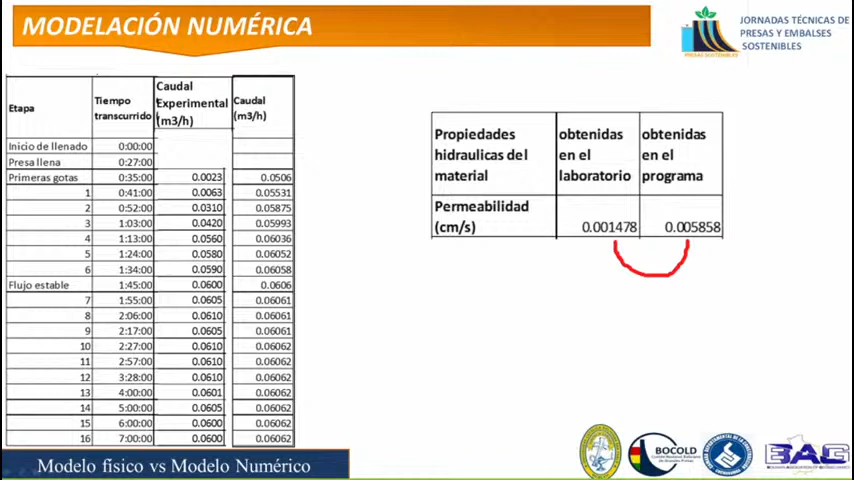 MODELACIÓN NUMÉRICA
JORNADAS TÉCNICAS DE
PRESAS Y EMBALSES
SOSTENIBLES
PRESAS SOSTENIBLES
Etapa Tiempo transcurrido Caudal Experimental (m3/h) Caudal (m3/h)
Inicio de llenado 0:00:00
Presa llena 0:27:00
Primeras gotas 0:35:00 0.0023 0.0506
1 0:41:00 0.0063 0.05531
2 0:52:00 0.0310 0.05875
3 1:03:00 0.0420 0.05993
4 1:13:00 0.0560 0.06036
5 1:24:00 0.0580 0.06052
6 1:34:00 0.0590 0.06058
Flujo estable 1:45:00 0.0600 0.0606
7 1:55:00 0.0605 0.06061
8 2:06:00 0.0610 0.06061
9 2:17:00 0.0605 0.06061
10 2:27:00 0.0610 0.06062
11 2:57:00 0.0610 0.06062
12 3:28:00 0.0610 0.06062
13 4:00:00 0.0601 0.06062
14 5:00:00 0.0605 0.06062
15 6:00:00 0.0600 0.06062
16 7:00:00 0.0600 0.06062
Propiedades hidraulicas del material obtenidas en el laboratorio obtenidas en el programa
Permeabilidad (cm/s) 0.001478 0.005858
Modelo físico vs Modelo Numérico
BOCOLD
BAG